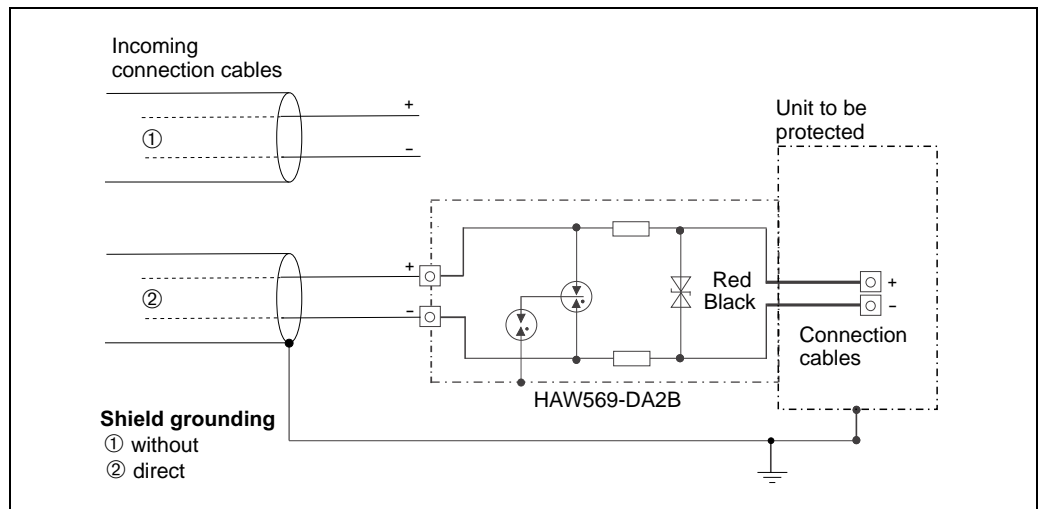 Incoming
connection cables
+
①
−
Unit to be
protected
+
②
−
Red
Black
+
−
Connection
cables
HAW569-DA2B
Shield grounding
① without
② direct